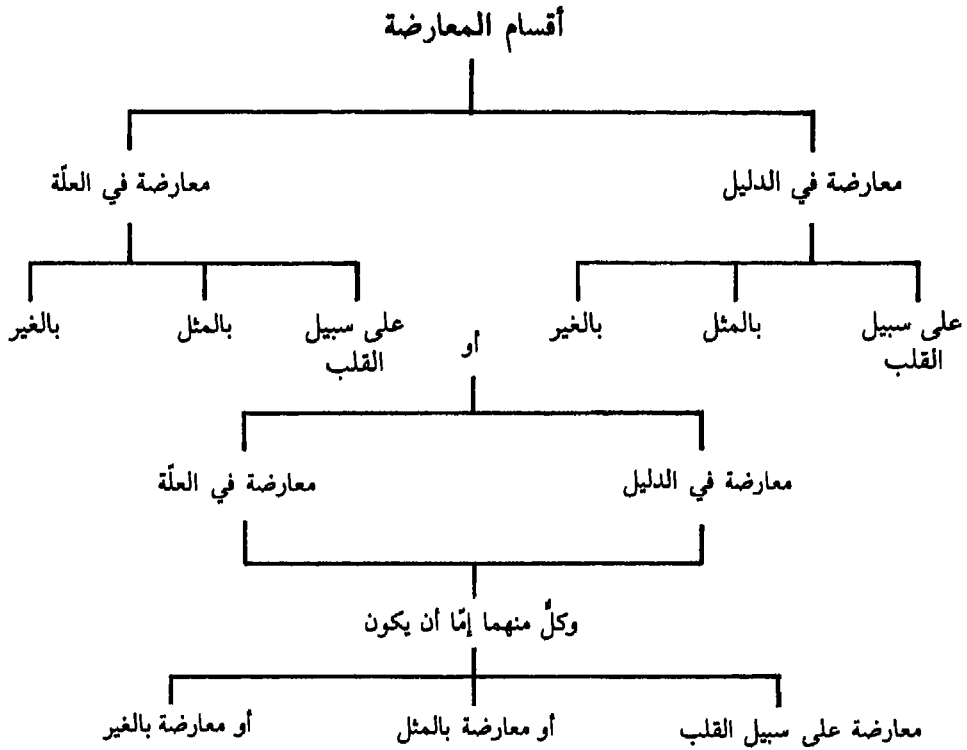 أقسام المعارضة
معارضة في الدليل
معارضة في العلّة
على سبيل
القلب
بالمثل
بالغير
على سبيل
القلب
بالمثل
بالغير
أو
معارضة في الدليل
معارضة في العلّة
وكلٌّ منهما إمّا أن يكون
معارضة على سبيل القلب
أو معارضة بالمثل
أو معارضة بالغير